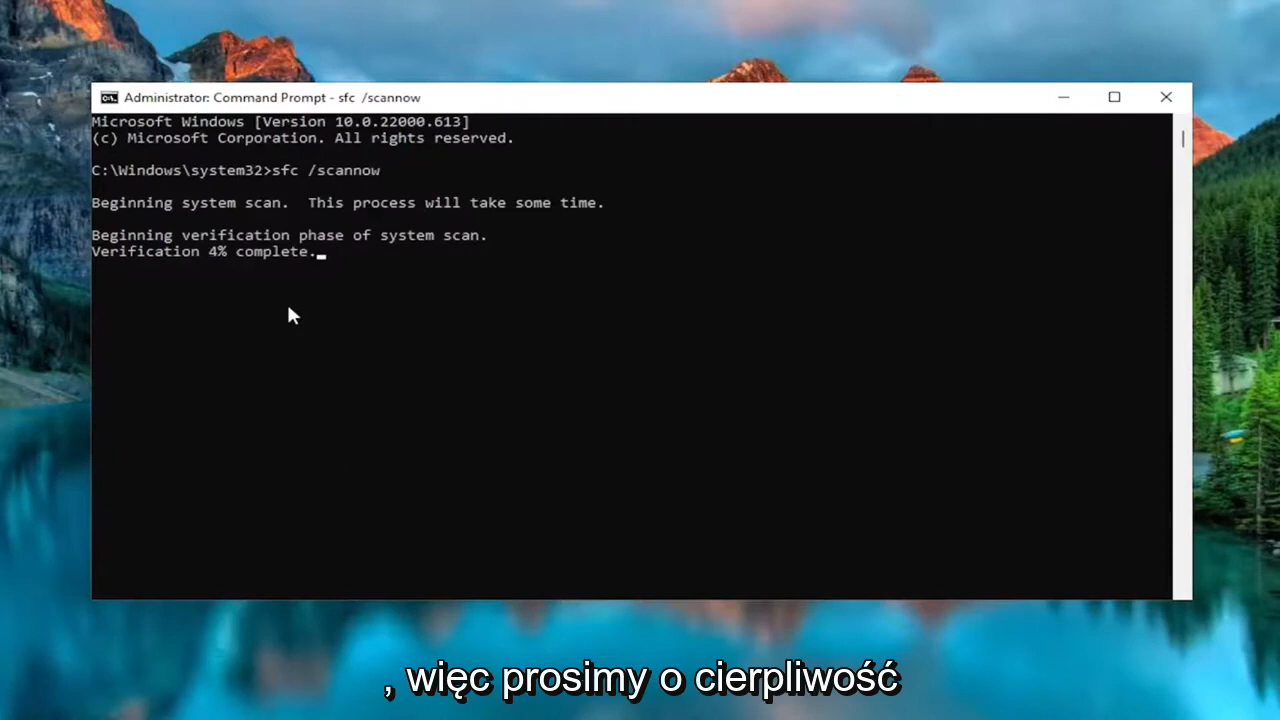 Administrator: Command Prompt - sfc /scannow
Microsoft Windows [Version 10.0.22000.613]
(c) Microsoft Corporation. All rights reserved.
C:\Windows\system32>sfc /scannow
Beginning system scan.  This process will take some time.
Beginning verification phase of system scan.
Verification 4% complete.
, więc prosimy o cierpliwość